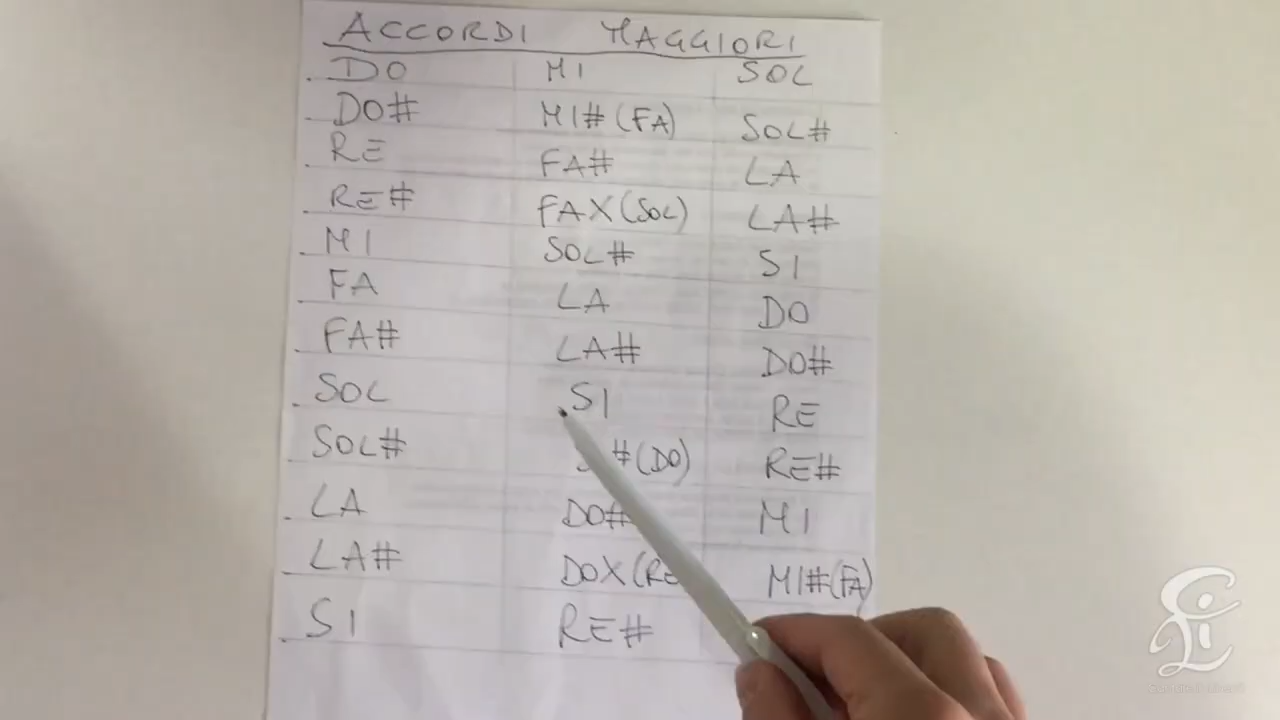 ACCORDI MAGGIORI
DO MI SOL
DO# MI# (FA) SOL#
RE FA# LA
RE# FAX (SOL) LA#
MI SOL# SI
FA LA DO
FA# LA# DO#
SOL SI RE
SOL# #(DO) RE#
LA DO# MI
LA# DOX (RE MI# (FA)
SI RE#